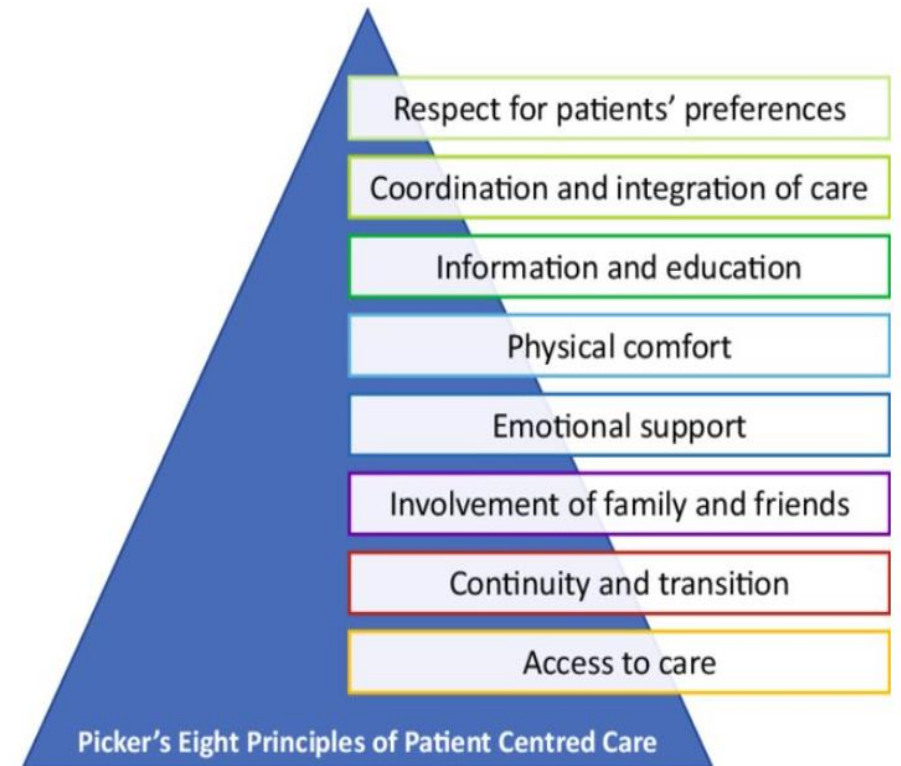 Respect for patients’ preferences
Coordination and integration of care
Information and education
Physical comfort
Emotional support
Involvement of family and friends
Continuity and transition
Access to care
Picker’s Eight Principles of Patient Centred Care